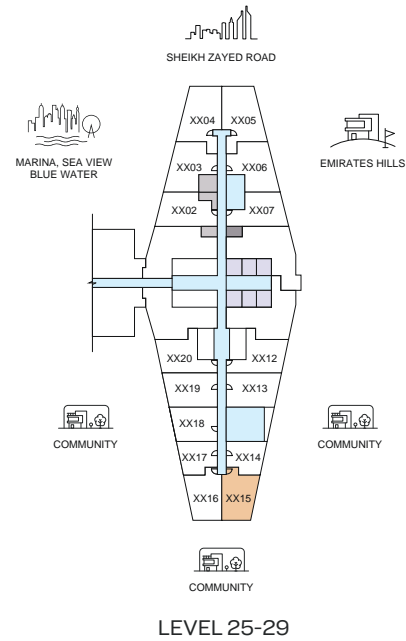 SHEIKH ZAYED ROAD
MARINA, SEA VIEW
BLUE WATER
EMIRATES HILLS
XX04
XX05
XX03
XX06
XX02
XX07
XX20
XX12
XX19
XX13
XX18
XX17
XX14
XX16
XX15
COMMUNITY
COMMUNITY
COMMUNITY
LEVEL 25-29